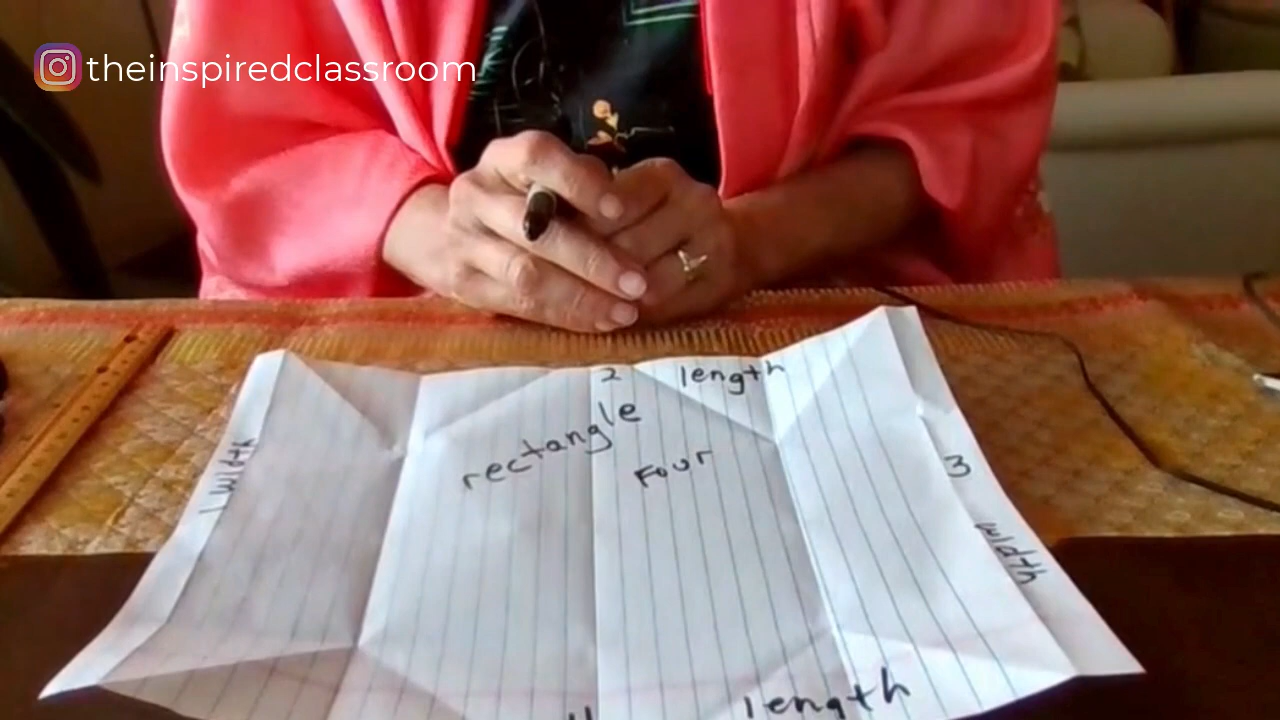 theinspiredclassroom
2 length
rectangle
Four
1 width
3 width
length